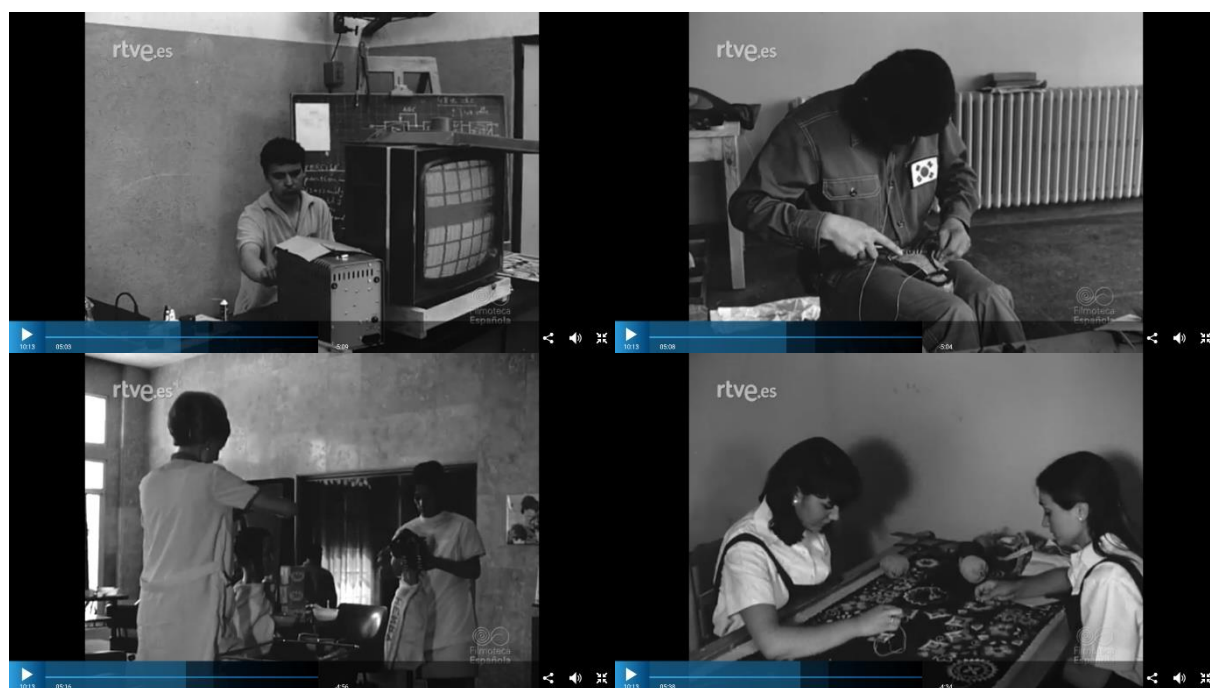 rtve.es
ABC
Filmoteca
Española
10:13
05:03
-5:09
rtve.es
Filmoteca
Española
10:13
05:08
-5:04
rtve.es
Filmoteca
Española
10:13
05:16
-4:56
rtve.es
Filmoteca
Española
10:13
05:38
-4:34